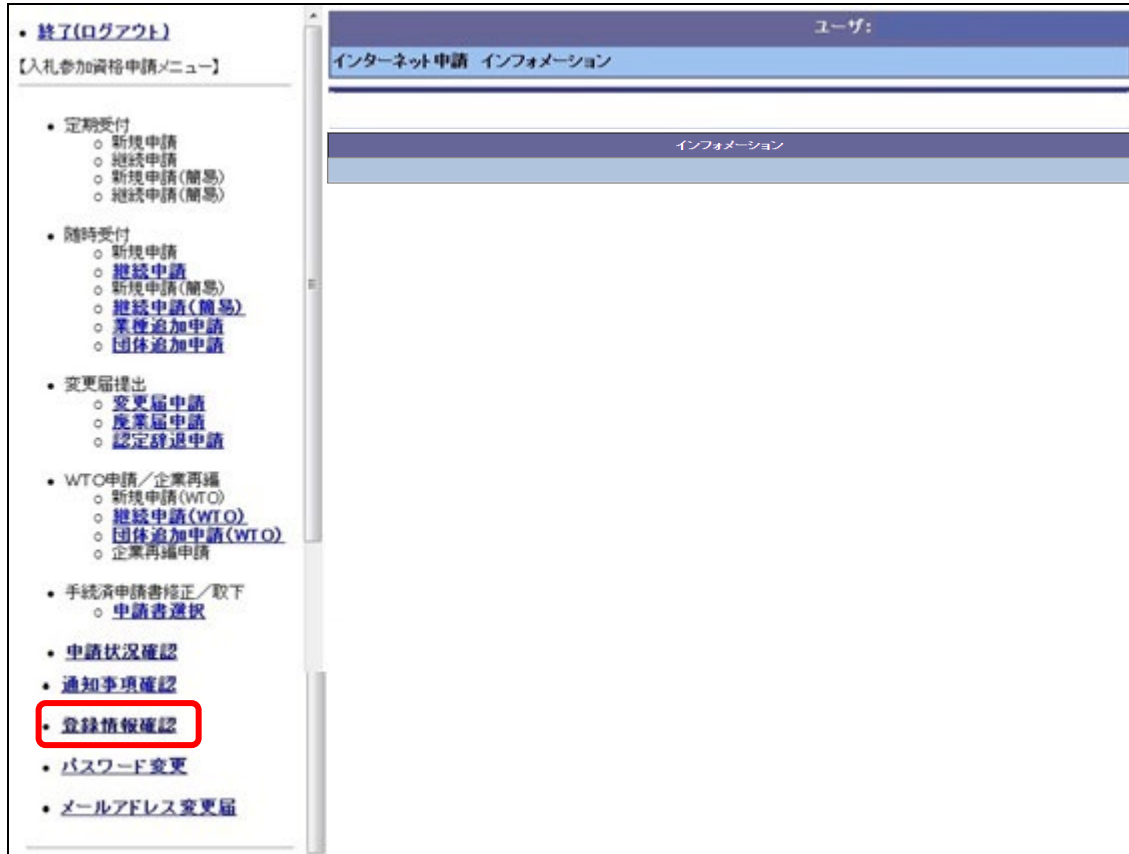 終了(ログアウト)
【入札参加資格申請メニュー】
定期受付
新規申請
継続申請
新規申請(簡易)
継続申請(簡易)
随時受付
新規申請
継続申請
新規申請(簡易)
継続申請(簡易)
業種追加申請
団体追加申請
変更届提出
変更届申請
廃業届申請
認定辞退申請
WTO申請／企業再編
新規申請(WTO)
継続申請(WTO)
団体追加申請(WTO)
企業再編申請
手続済申請書修正／取下
申請書選択
申請状況確認
通知事項確認
登録情報確認
パスワード変更
メールアドレス変更届
ユーザ:
インターネット申請 インフォメーション
インフォメーション